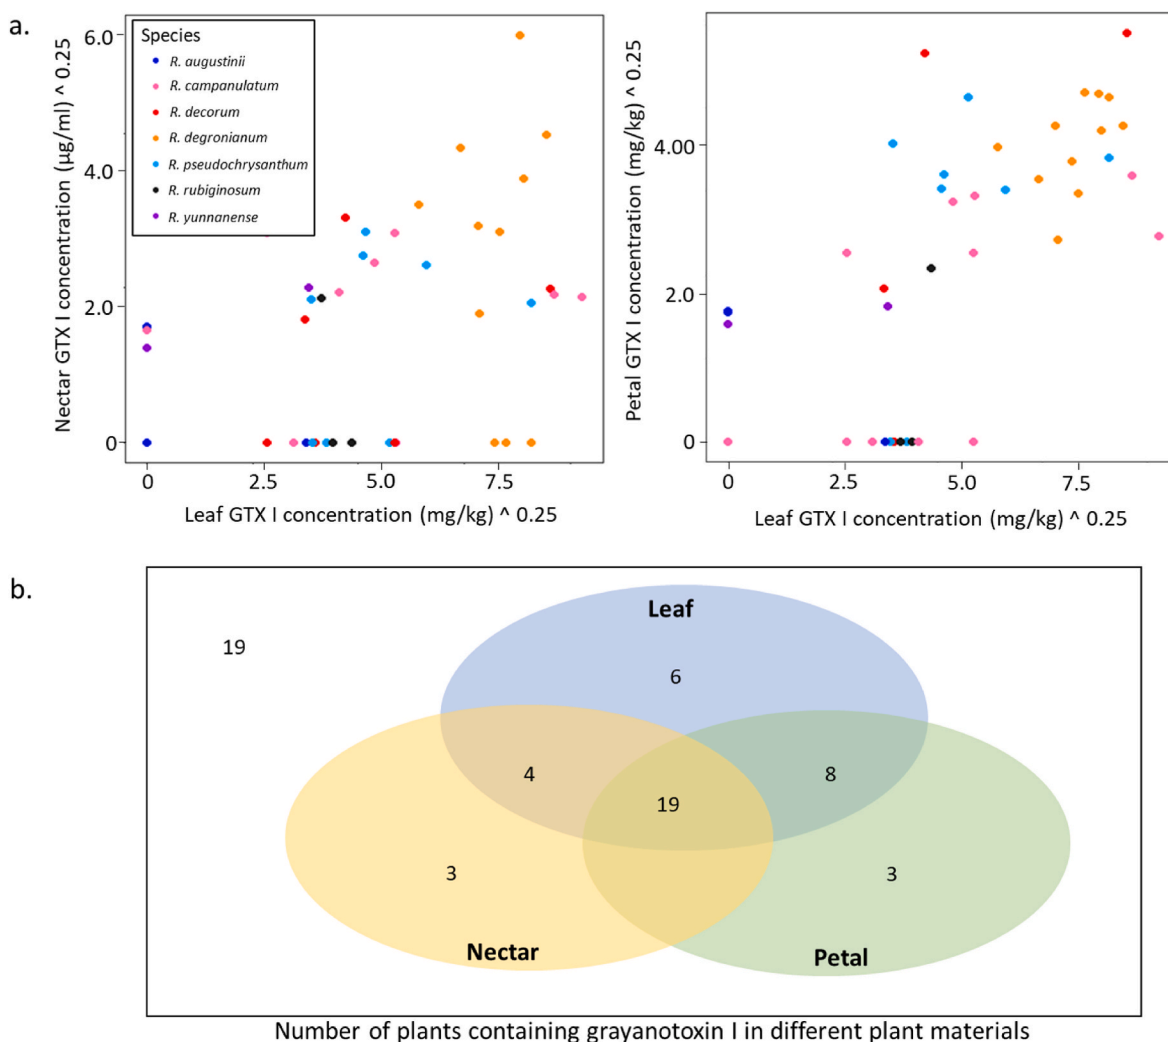 a.
Nectar GTX I concentration (µg/ml) ^ 0.25
6.0
4.0
2.0
0
Species
R. augustinii
R. campanulatum
R. decorum
R. degronianum
R. pseudochrysanthum
R. rubiginosum
R. yunnanense
0 2.5 5.0 7.5
Leaf GTX I concentration (mg/kg) ^ 0.25
Petal GTX I concentration (mg/kg) ^ 0.25
4.00
2.0
0
0 2.5 5.0 7.5
Leaf GTX I concentration (mg/kg) ^ 0.25
b.
Leaf
19
6
4
8
19
3
3
Nectar
Petal
Number of plants containing grayanotoxin I in different plant materials